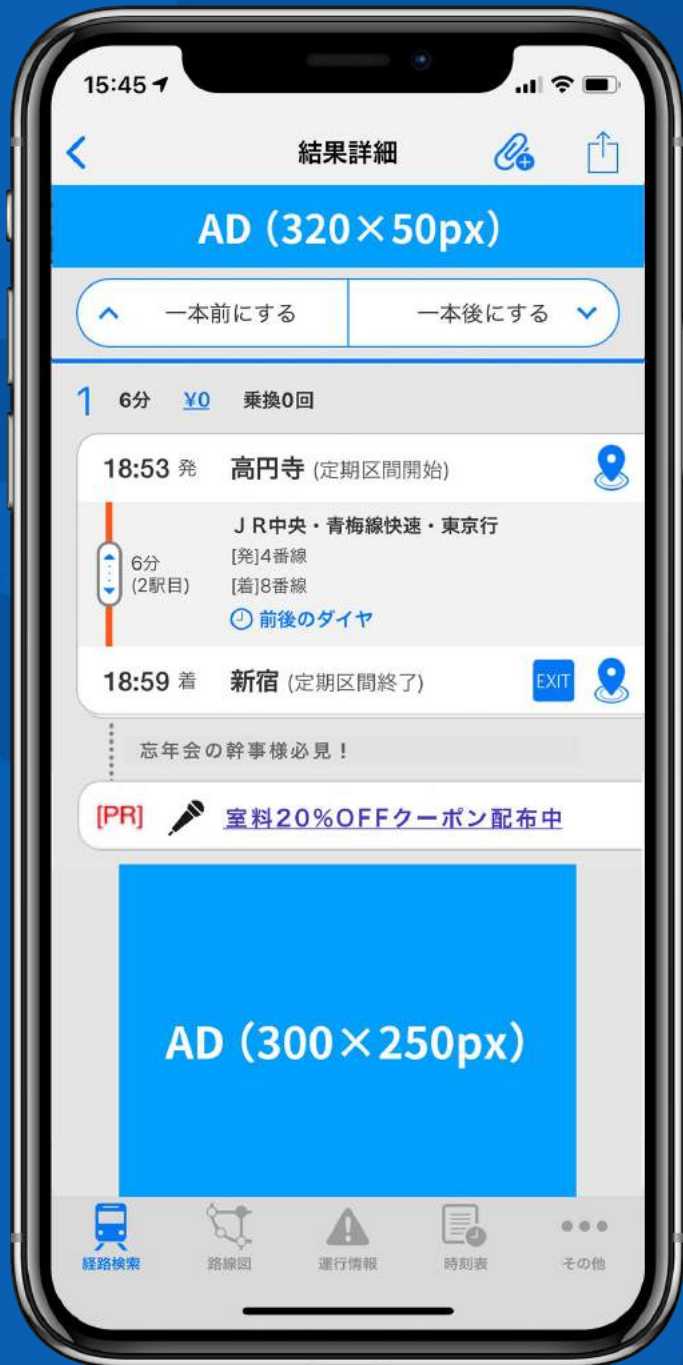 15:45
結果詳細
AD（320×50px）
一本前にする 一本後にする
1 6分 ¥0 乗換0回
18:53 発 高円寺 (定期区間開始)
ＪＲ中央・青梅線快速・東京行
6分 [発]4番線
(2駅目) [着]8番線
前後のダイヤ
18:59 着 新宿 (定期区間終了) EXIT
忘年会の幹事様必見！
[PR] 室料20%OFFクーポン配布中
AD（300×250px）
経路検索 路線図 運行情報 時刻表 その他